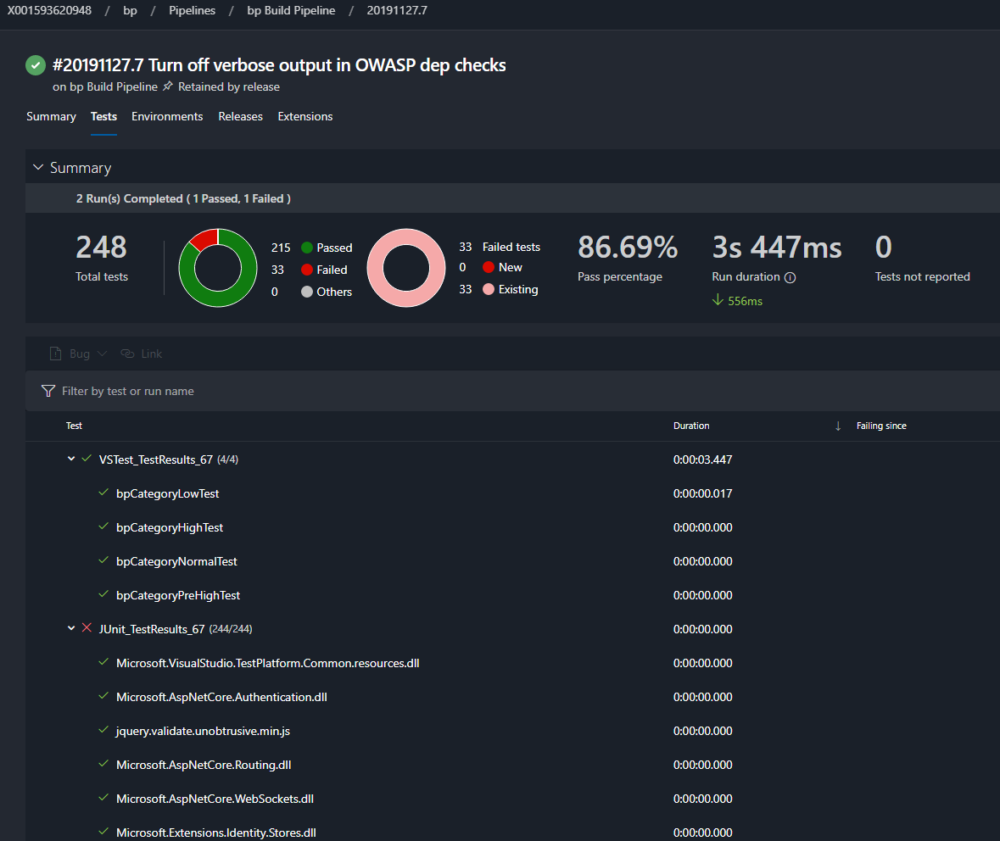 X001593620948 / bp / Pipelines / bp Build Pipeline / 20191127.7
#20191127.7 Turn off verbose output in OWASP dep checks
on bp Build Pipeline Retained by release
Summary Tests Environments Releases Extensions
Summary
2 Run(s) Completed ( 1 Passed, 1 Failed )
248
Total tests
215 Passed
33 Failed
0 Others
33 Failed tests
0 New
33 Existing
86.69%
Pass percentage
3s 447ms
Run duration
556ms
0
Tests not reported
Bug Link
Filter by test or run name
Test Duration Failing since
VSTest_TestResults_67 (4/4) 0:00:03.447
bpCategoryLowTest 0:00:00.017
bpCategoryHighTest 0:00:00.000
bpCategoryNormalTest 0:00:00.000
bpCategoryPreHighTest 0:00:00.000
JUnit_TestResults_67 (244/244) 0:00:00.000
Microsoft.VisualStudio.TestPlatform.Common.resources.dll 0:00:00.000
Microsoft.AspNetCore.Authentication.dll 0:00:00.000
jquery.validate.unobtrusive.min.js 0:00:00.000
Microsoft.AspNetCore.Routing.dll 0:00:00.000
Microsoft.AspNetCore.WebSockets.dll 0:00:00.000
Microsoft.Extensions.Identity.Stores.dll 0:00:00.000